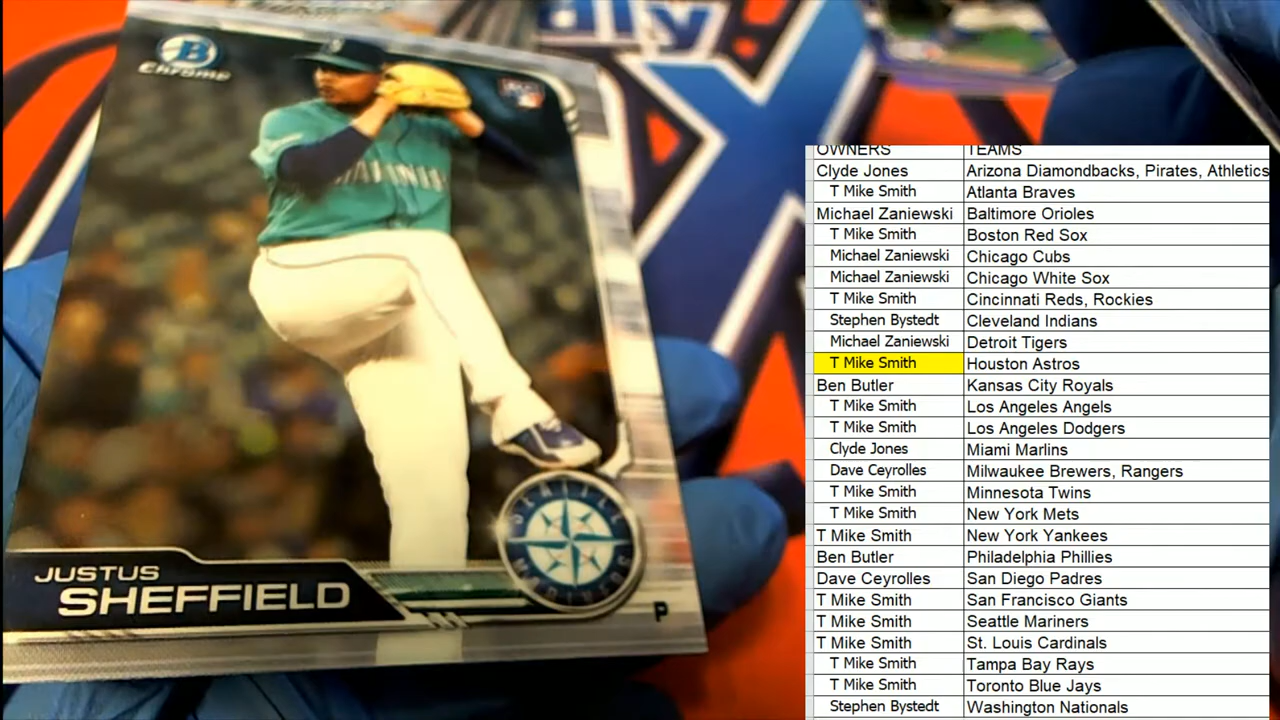 B
Chrome
RC
JUSTUS
SHEFFIELD
SEATTLE
MARINERS
P
dly
OWNERS TEAMS
Clyde Jones Arizona Diamondbacks, Pirates, Athletics
T Mike Smith Atlanta Braves
Michael Zaniewski Baltimore Orioles
T Mike Smith Boston Red Sox
Michael Zaniewski Chicago Cubs
Michael Zaniewski Chicago White Sox
T Mike Smith Cincinnati Reds, Rockies
Stephen Bystedt Cleveland Indians
Michael Zaniewski Detroit Tigers
T Mike Smith Houston Astros
Ben Butler Kansas City Royals
T Mike Smith Los Angeles Angels
T Mike Smith Los Angeles Dodgers
Clyde Jones Miami Marlins
Dave Ceyrolles Milwaukee Brewers, Rangers
T Mike Smith Minnesota Twins
T Mike Smith New York Mets
T Mike Smith New York Yankees
Ben Butler Philadelphia Phillies
Dave Ceyrolles San Diego Padres
T Mike Smith San Francisco Giants
T Mike Smith Seattle Mariners
T Mike Smith St. Louis Cardinals
T Mike Smith Tampa Bay Rays
T Mike Smith Toronto Blue Jays
Stephen Bystedt Washington Nationals